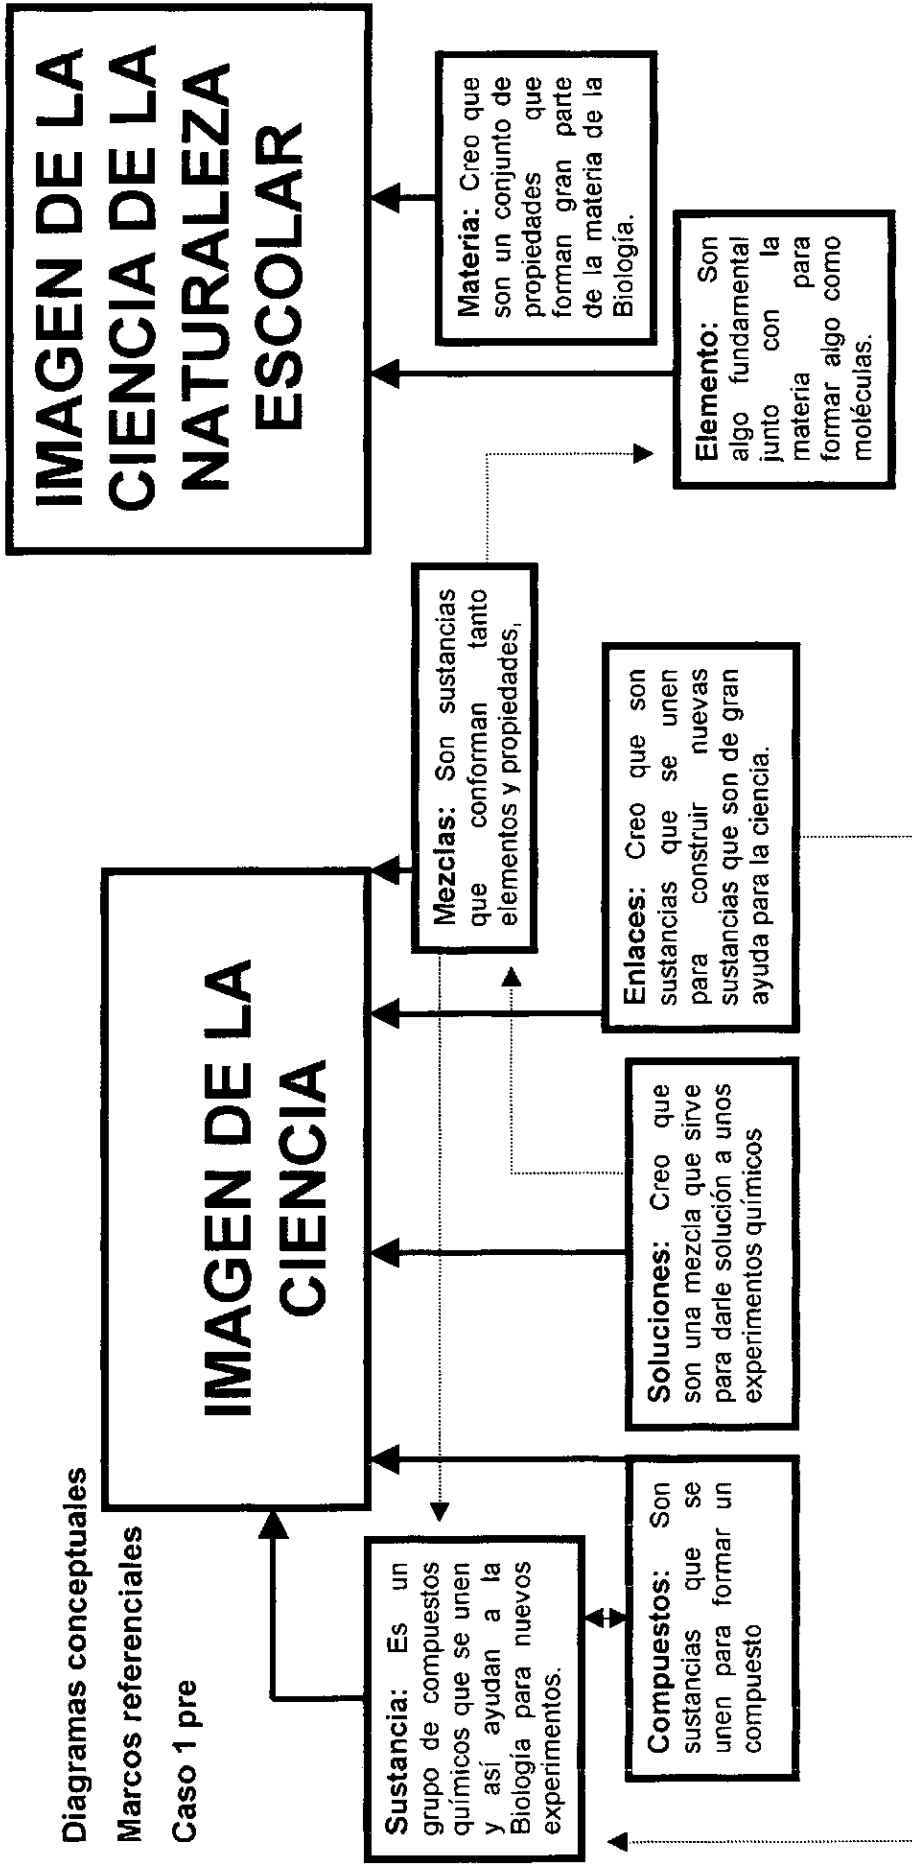 Diagramas conceptuales
Marcos referenciales
Caso 1 pre
IMAGEN DE LA
CIENCIA
IMAGEN DE LA
CIENCIA DE LA
NATURALEZA
ESCOLAR
Sustancia: Es un
grupo de compuestos
químicos que se unen
y así ayudan a la
Biología para nuevos
experimentos.
Mezclas: Son sustancias
que conforman tanto
elementos y propiedades,
Materia: Creo que
son un conjunto de
propiedades que
forman gran parte
de la materia de la
Biología.
Compuestos: Son
sustancias que se
unen para formar un
compuesto
Soluciones: Creo que
son una mezcla que sirve
para darle solución a unos
experimentos químicos
Enlaces: Creo que son
sustancias que se unen
para construir nuevas
sustancias que son de gran
ayuda para la ciencia.
Elemento: Son
algo fundamental
junto con la
materia para
formar algo como
moléculas.